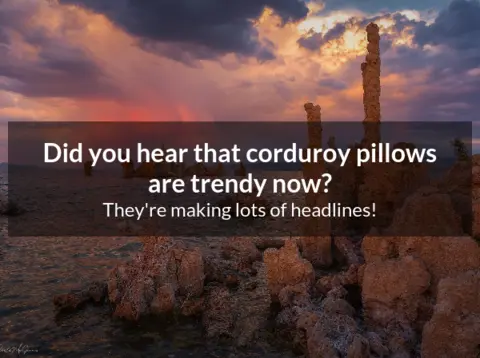 Did you hear that corduroy pillows
are trendy now?
They're making lots of headlines!